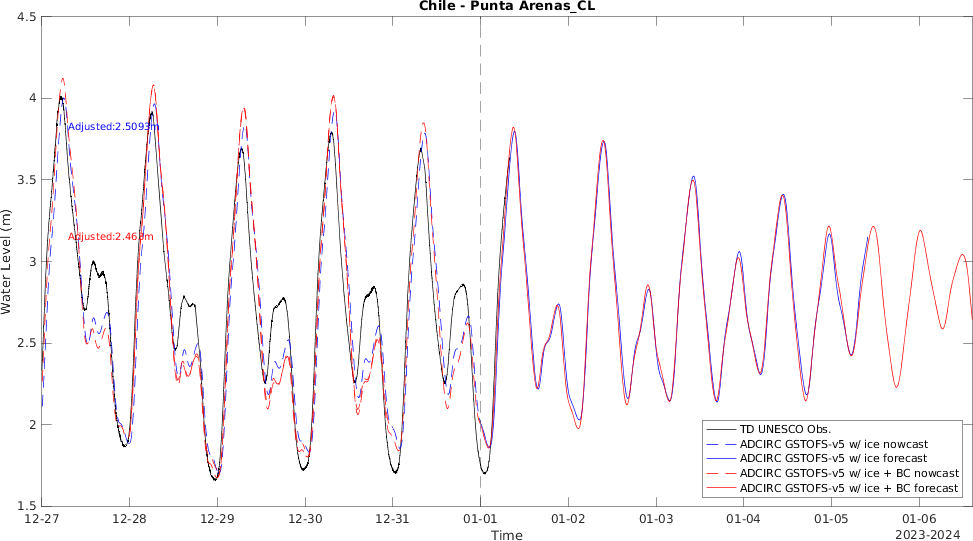 Chile - Punta Arenas_CL
4.5
4
3.5
3
2.5
2
1.5
Water Level (m)
Adjusted:2.5093m
TD UNESCO Obs.
ADCIRC GSTOFS-v5 w/ ice nowcast
ADCIRC GSTOFS-v5 w/ ice forecast
ADCIRC GSTOFS-v5 w/ ice + BC nowcast
ADCIRC GSTOFS-v5 w/ ice + BC forecast
12-27 12-28 12-29 12-30 12-31 01-01 01-02 01-03 01-04 01-05 01-06
Time
2023-2024